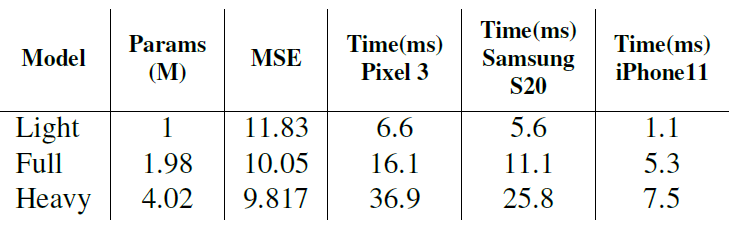 Model Params (M) MSE Time(ms) Pixel 3 Time(ms) Samsung S20 Time(ms) iPhone11
Light 1 11.83 6.6 5.6 1.1
Full 1.98 10.05 16.1 11.1 5.3
Heavy 4.02 9.817 36.9 25.8 7.5